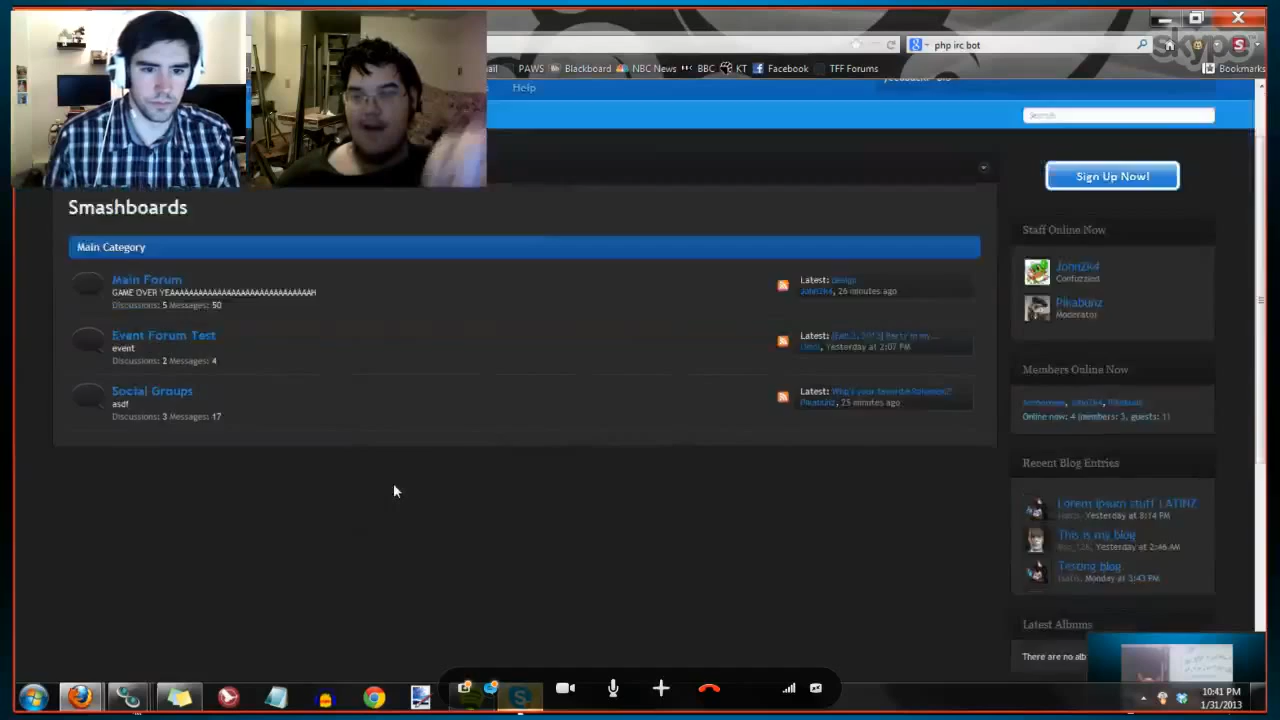 php irc bot
skype
PAWS
Blackboard
NBC News
BBC
KT
Facebook
TFF Forums
Bookmarks
Help
Sign Up Now!
Smashboards
Main Category
Staff Online Now
Main Forum
GAME OVER YEAAAAAAAAAAAAAAAAAAAAAAAAAAAAH
Discussions: 5 Messages: 50
Latest:
John2K4, 26 minutes ago
John2K4
Confuzzled
Pikabunz
Moderator
Event Forum Test
event
Discussions: 2 Messages: 4
Latest:
Yesterday at 2:07 PM
Social Groups
asdf
Discussions: 3 Messages: 17
Latest:
Pikabunz, 25 minutes ago
Members Online Now
Online now: 4 (members: 3, guests: 1)
Recent Blog Entries
Lorem ipsum stuff LATINZ
Yesterday at 8:14 PM
This is my blog
Yesterday at 2:46 AM
Testing blog
Monday at 3:43 PM
Latest Albums
There are no alb
10:41 PM
1/31/2013